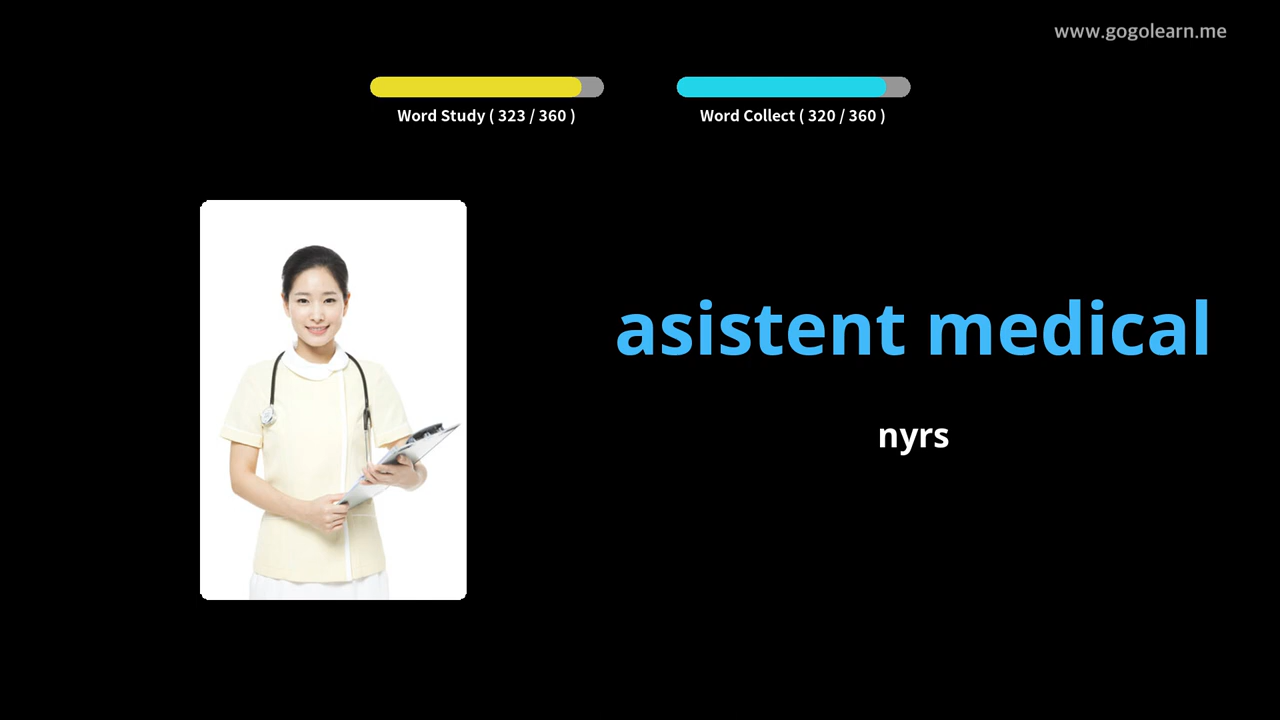 www.gogolearn.me
Word Study ( 323 / 360 )
Word Collect ( 320 / 360 )
asistent medical
nyrs